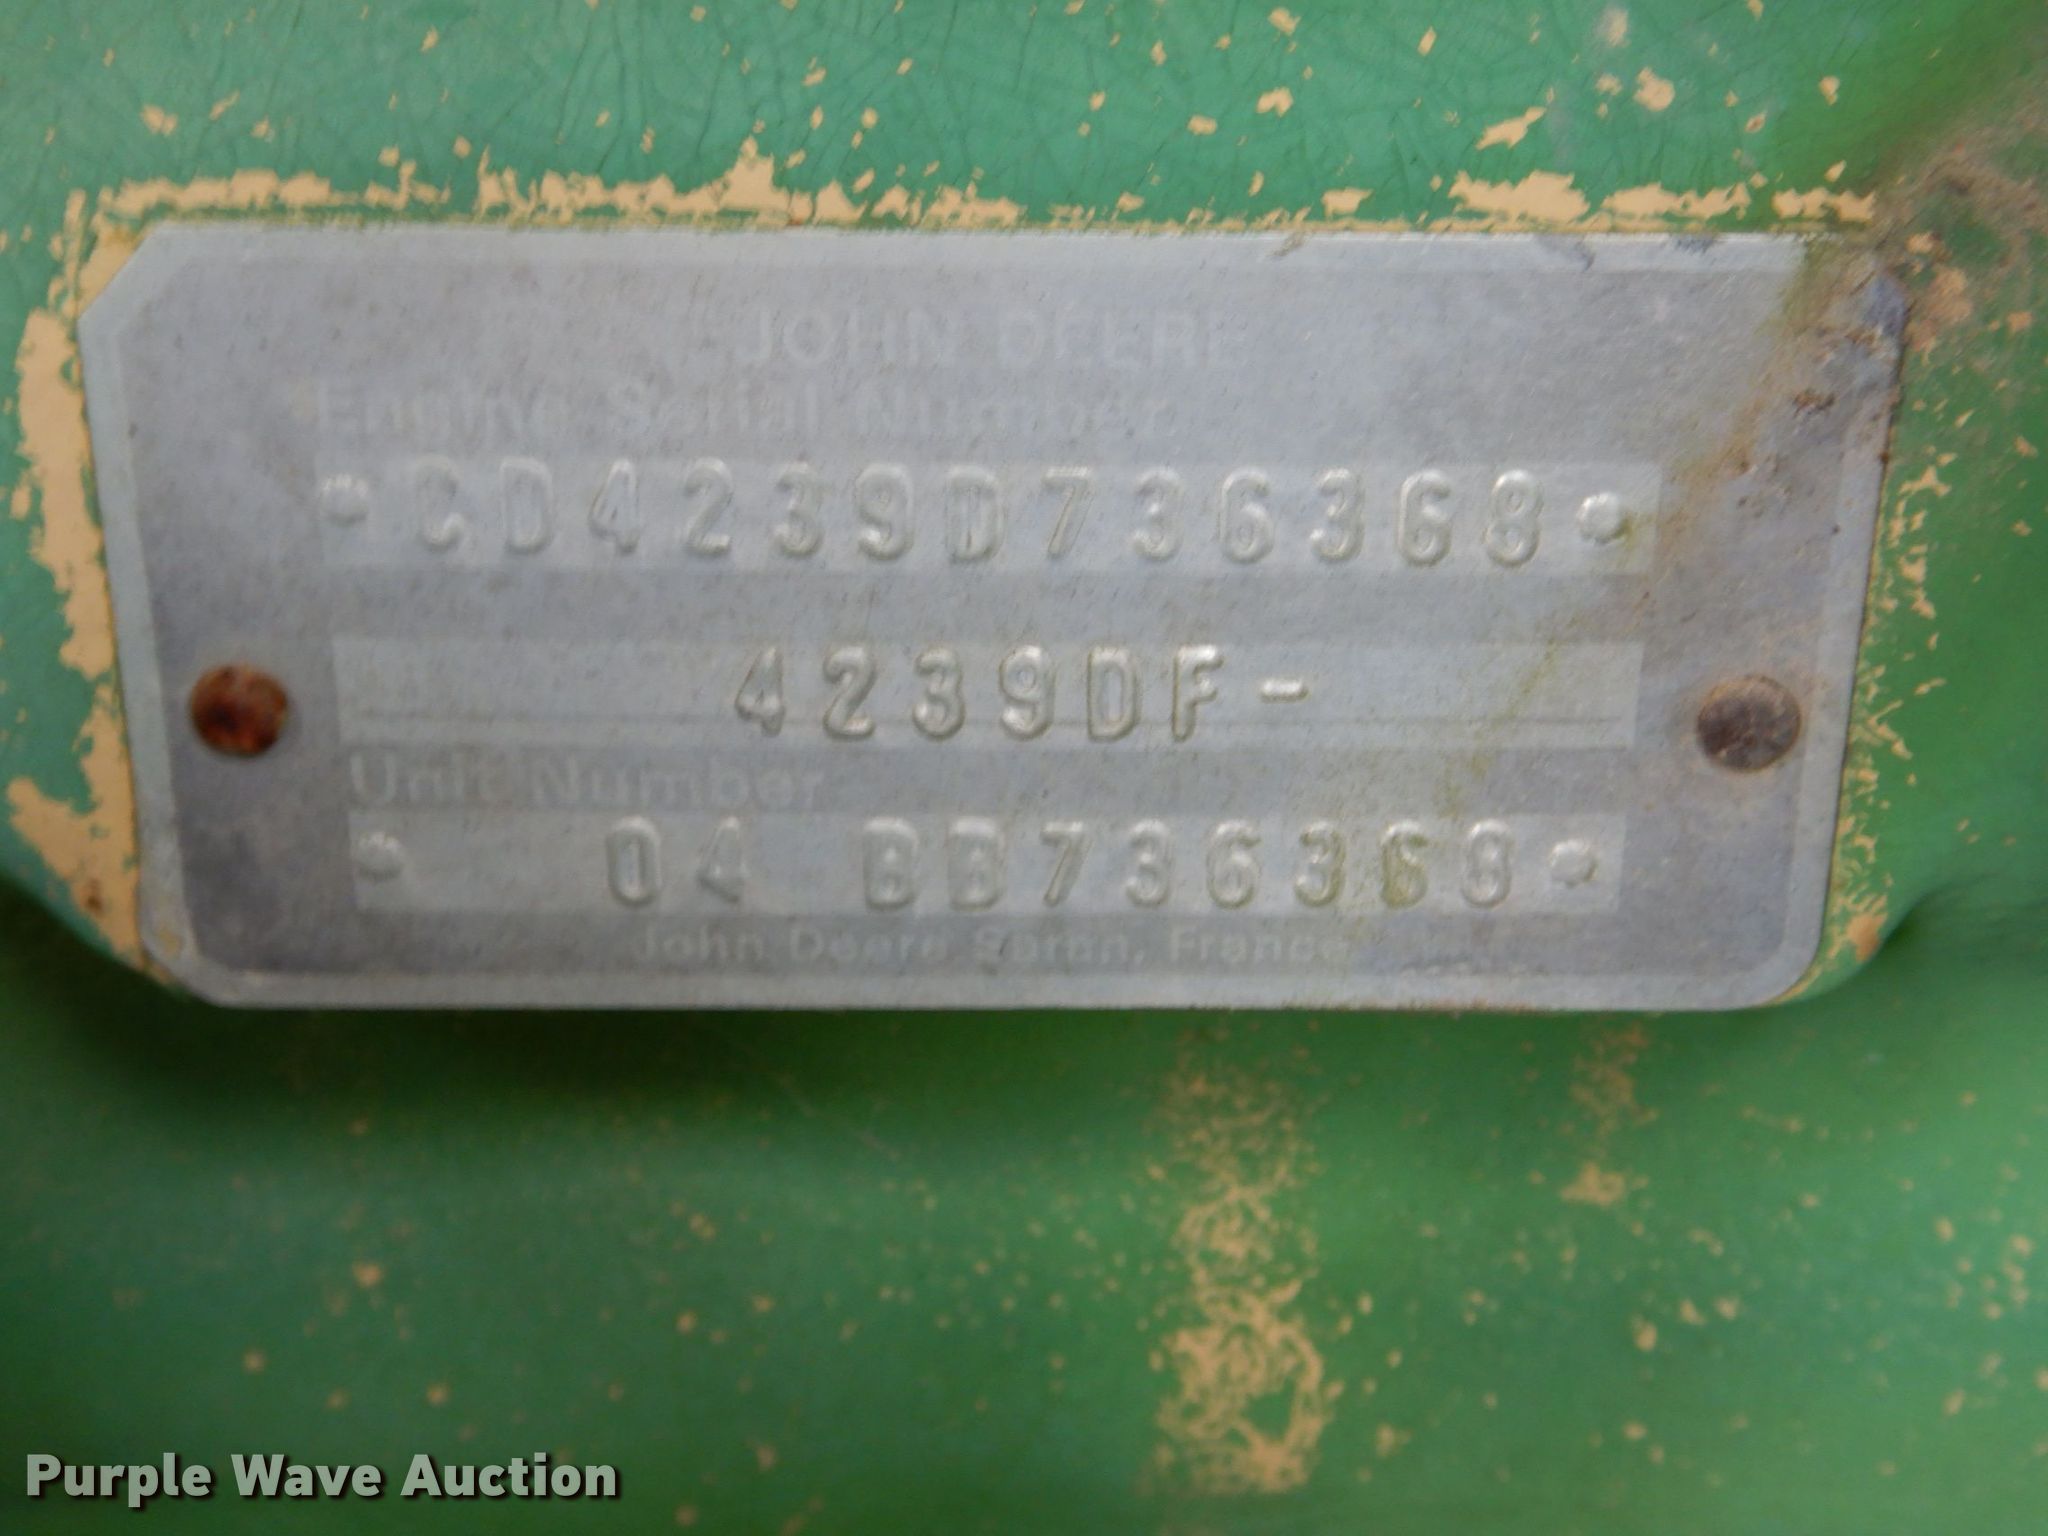 JOHN DEERE
Engine Serial Number
*CD4239D736368*
4239DF-
Unit Number
* 04 BB736368*
John Deere Saran, France
Purple Wave Auction